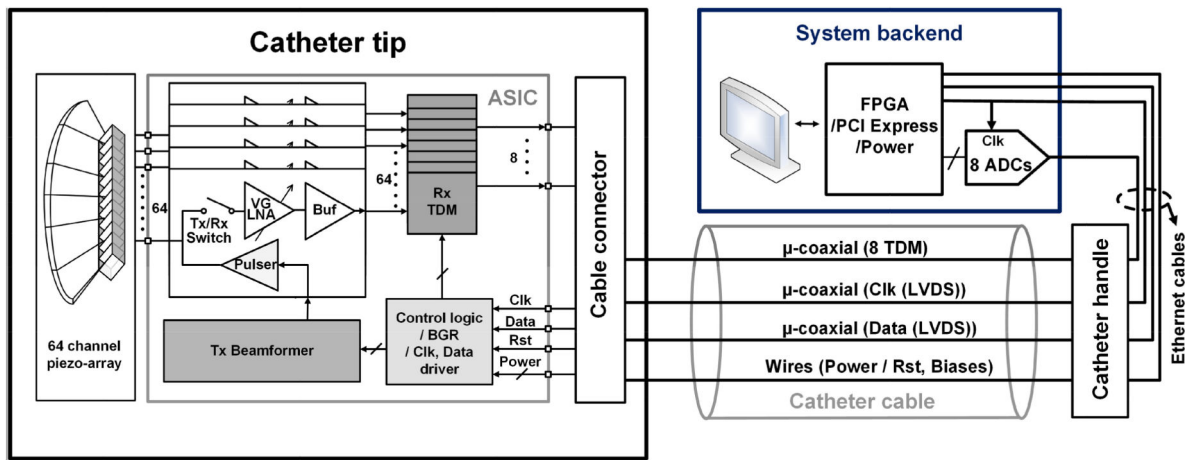 Catheter tip
ASIC
64
64
8
VG
LNA
Buf
Tx/Rx
Switch
Pulser
Rx
TDM
64 channel
piezo-array
Tx Beamformer
Control logic
/ BGR
/ Clk, Data
driver
Clk
Data
Rst
Power
Cable connector
System backend
FPGA
/PCI Express
/Power
Clk
8 ADCs
μ-coaxial (8 TDM)
μ-coaxial (Clk (LVDS))
μ-coaxial (Data (LVDS))
Wires (Power / Rst, Biases)
Catheter cable
Catheter handle
Ethernet cables